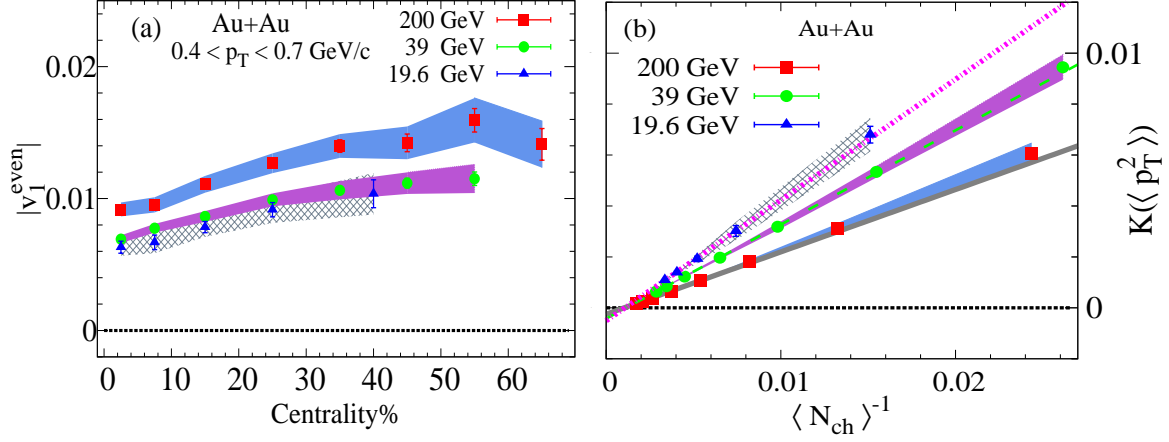 (a)
Au+Au
0.4 < p_T < 0.7 GeV/c
200 GeV
39 GeV
19.6 GeV
|v_1^even|
0.02
0.01
0
0 10 20 30 40 50 60
Centrality%
(b)
Au+Au
200 GeV
39 GeV
19.6 GeV
0.01
0
K(⟨ p_T^2 ⟩)
0 0.01 0.02
⟨ N_ch ⟩^-1